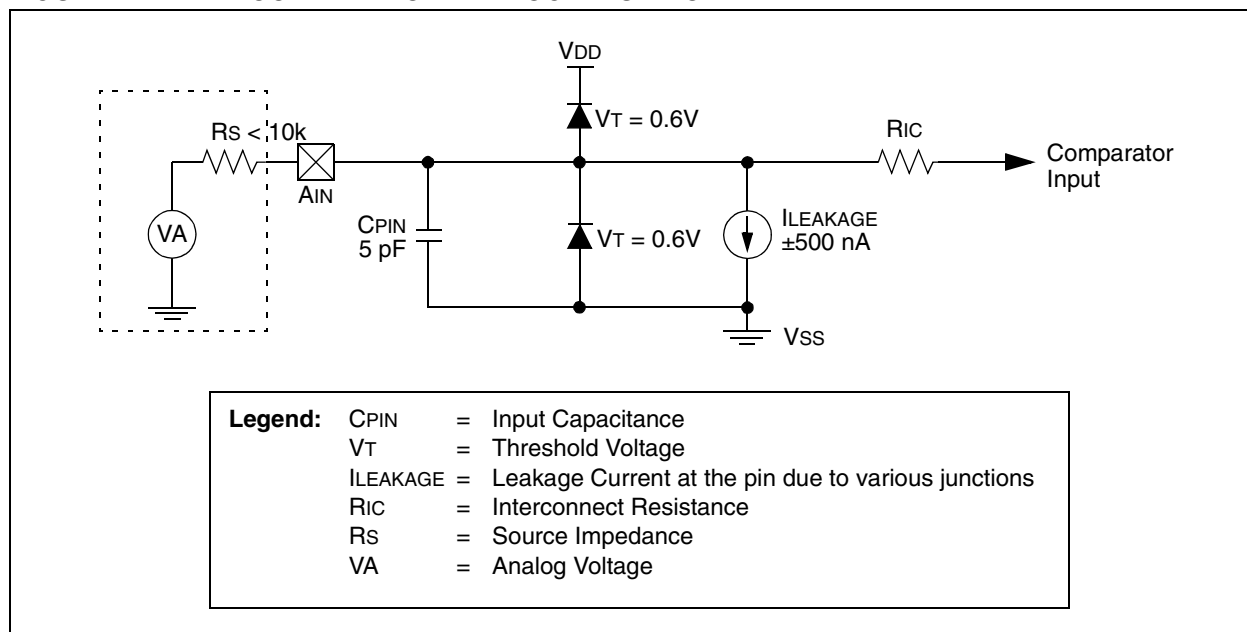 VDD
VT = 0.6V
RS < 10k
RIC
AIN
Comparator
Input
VA
CPIN
5 pF
VT = 0.6V
ILEAKAGE
±500 nA
VSS
Legend: CPIN = Input Capacitance
VT = Threshold Voltage
ILEAKAGE = Leakage Current at the pin due to various junctions
RIC = Interconnect Resistance
RS = Source Impedance
VA = Analog Voltage